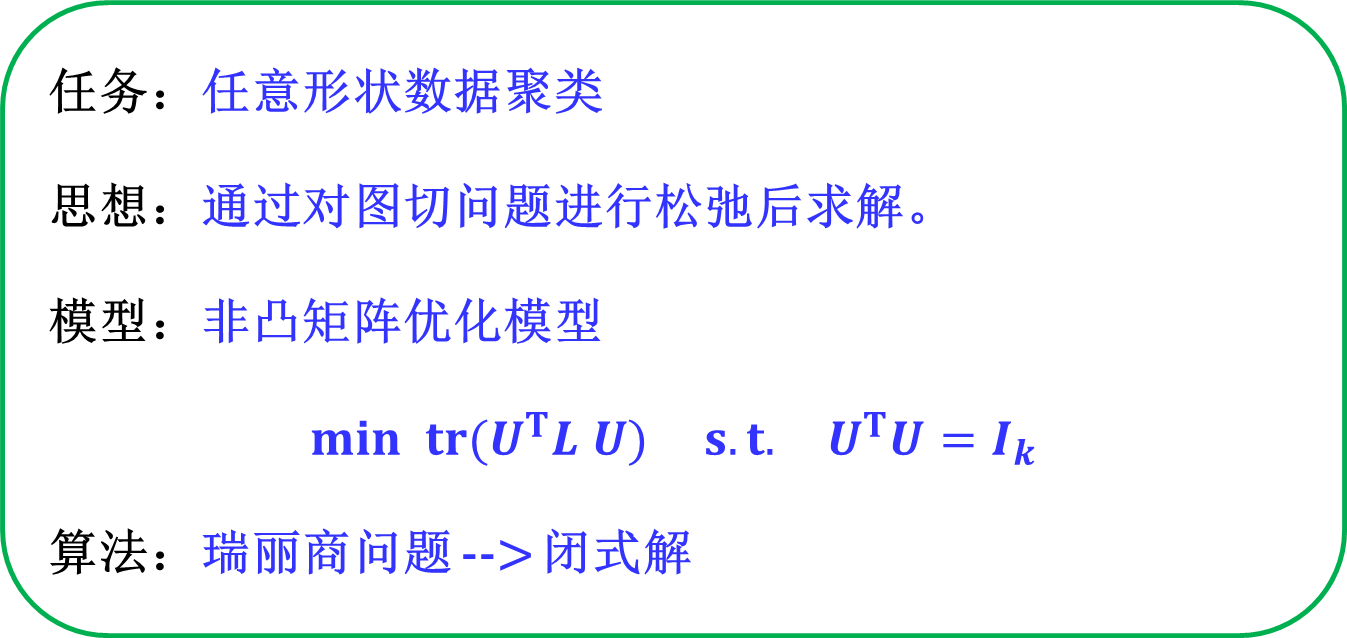 任务：任意形状数据聚类
思想：通过对图切问题进行松弛后求解。
模型：非凸矩阵优化模型
min tr(UᵀL U) s.t. UᵀU = Iₖ
算法：瑞丽商问题 --> 闭式解